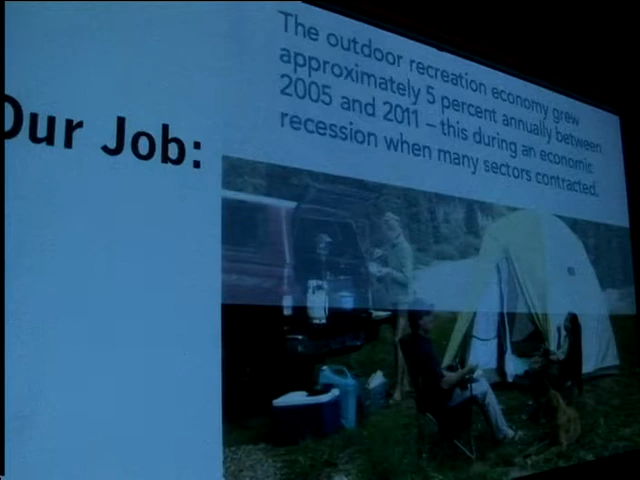 The outdoor recreation economy grew
approximately 5 percent annually between
2005 and 2011 – this during an economic
recession when many sectors contracted.
Our Job: